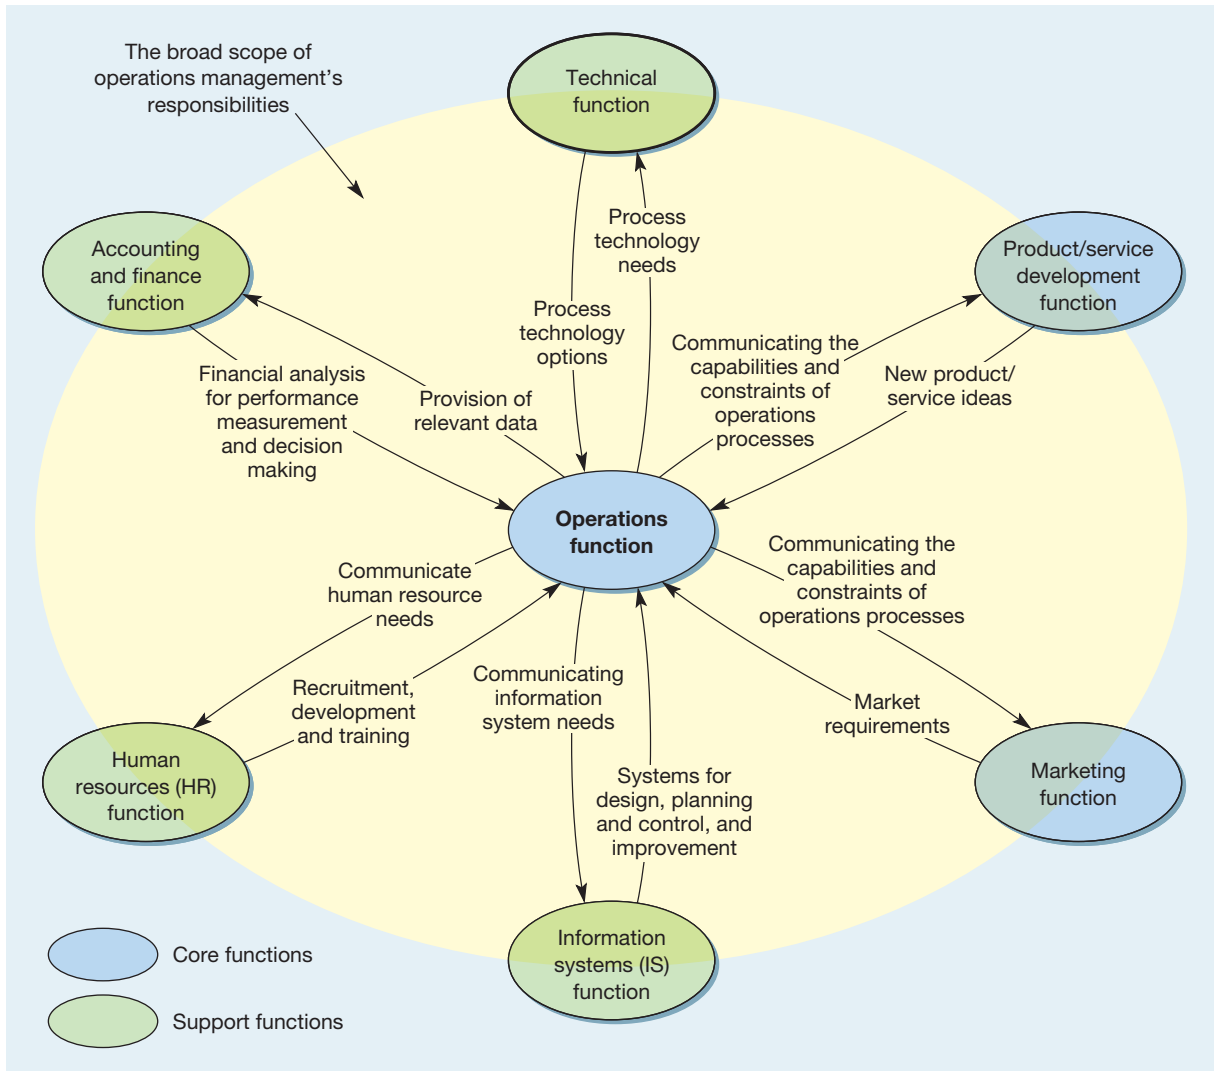 The broad scope of
operations management’s
responsibilities
Technical
function
Accounting
and finance
function
Product/service
development
function
Process
technology
needs
Process
technology
options
Communicating the
capabilities and
constraints of
operations
processes
New product/
service ideas
Financial analysis
for performance
measurement
and decision
making
Provision of
relevant data
Operations
function
Communicating the
capabilities and
constraints of
operations processes
Communicate
human resource
needs
Recruitment,
development
and training
Communicating
information
system needs
Market
requirements
Systems for
design, planning
and control, and
improvement
Human
resources (HR)
function
Marketing
function
Information
systems (IS)
function
Core functions
Support functions